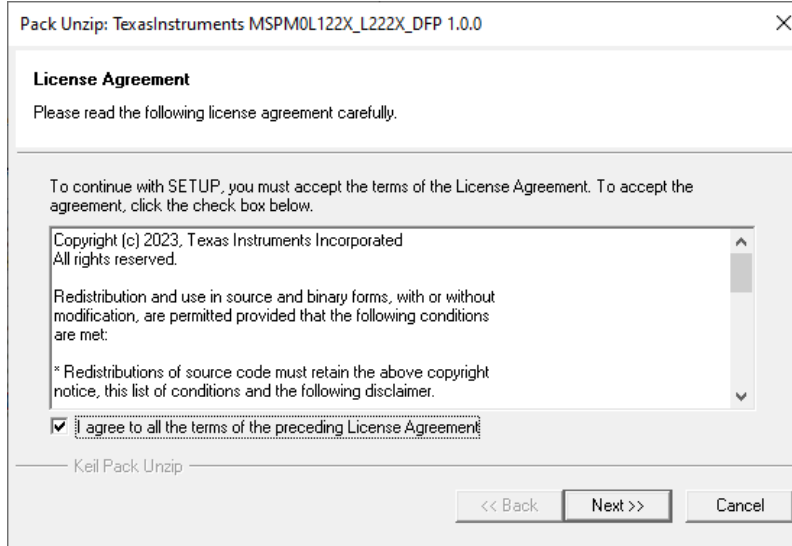 Pack Unzip: TexasInstruments MSPM0L122X_L222X_DFP 1.0.0
License Agreement
Please read the following license agreement carefully.
To continue with SETUP, you must accept the terms of the License Agreement. To accept the
agreement, click the check box below.
Copyright (c) 2023, Texas Instruments Incorporated
All rights reserved.
Redistribution and use in source and binary forms, with or without
modification, are permitted provided that the following conditions
are met:
* Redistributions of source code must retain the above copyright
notice, this list of conditions and the following disclaimer.
I agree to all the terms of the preceding License Agreement
Keil Pack Unzip
<< Back Next >> Cancel